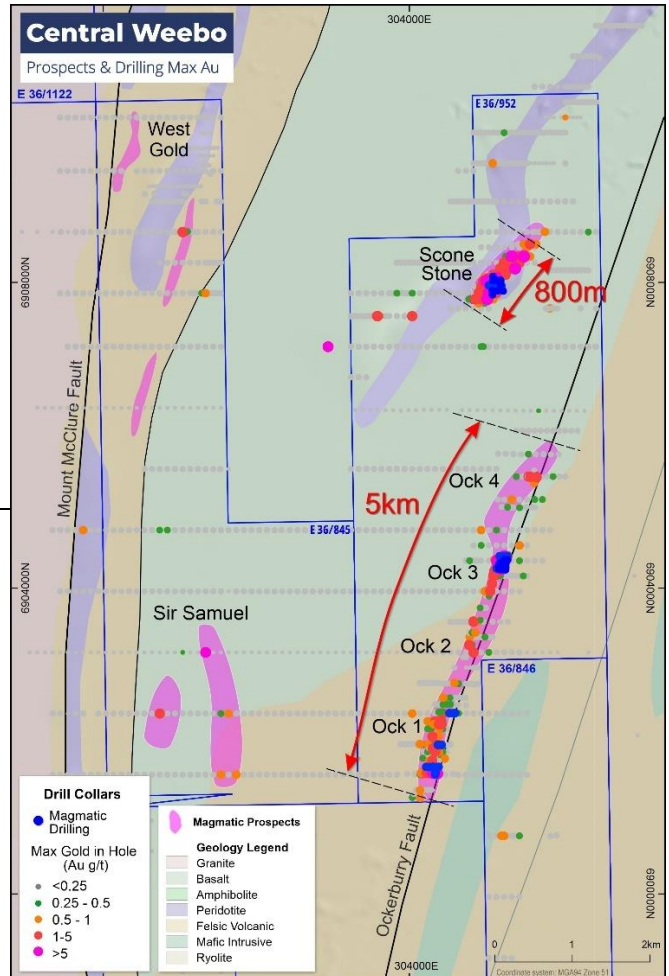 304000E
Central Weebo
Prospects & Drilling Max Au
E 36/1122
E 36/952
West
Gold
Scone
Stone
800m
6908000N
6908000N
Mount McClure Fault
5km
Ock 4
E 36/845
Ock 3
6904000N
6904000N
Sir Samuel
Ock 2
E 36/846
Ock 1
Ockerburry Fault
Drill Collars
Magmatic
Drilling
Max Gold in Hole
(Au g/t)
<0.25
0.25 - 0.5
0.5 - 1
1-5
>5
Magmatic Prospects
Geology Legend
Granite
Basalt
Amphibolite
Peridotite
Felsic Volcanic
Mafic Intrusive
Ryolite
6900000N
0 1 2km
304000E
Coordinate system: MGA94 Zone 51